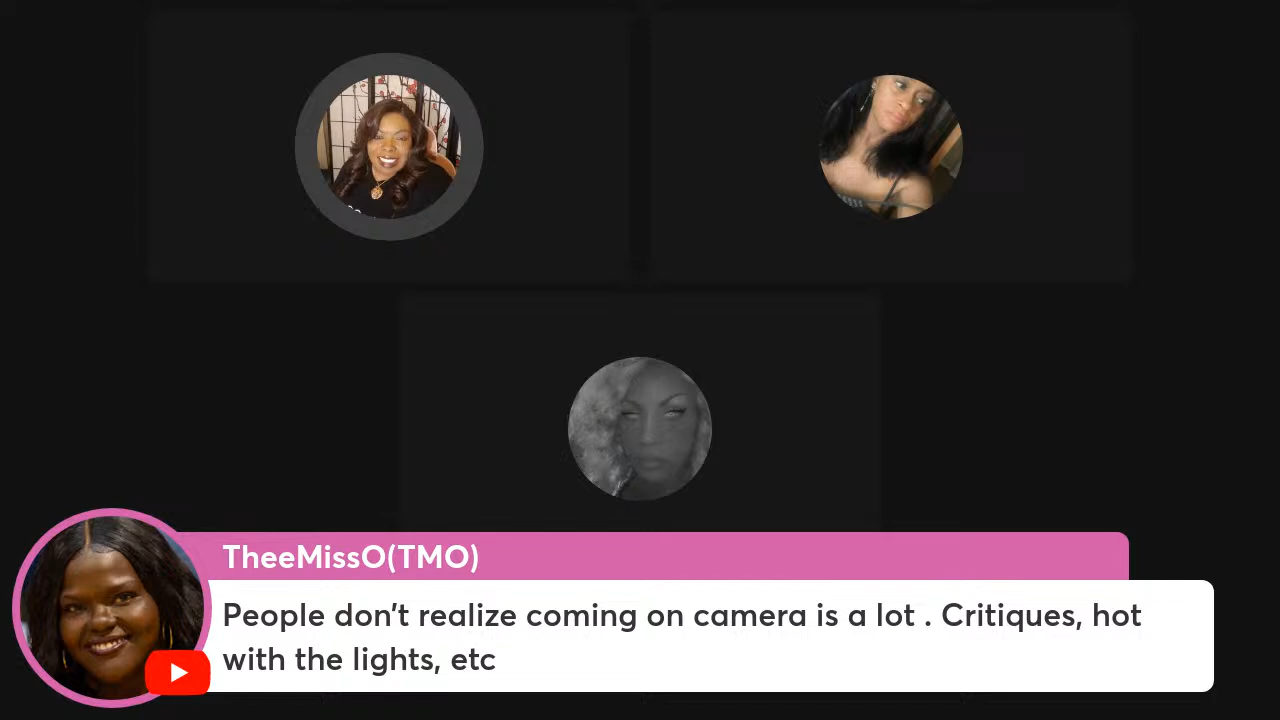 TheeMissO(TMO)
People don't realize coming on camera is a lot . Critiques, hot
with the lights, etc